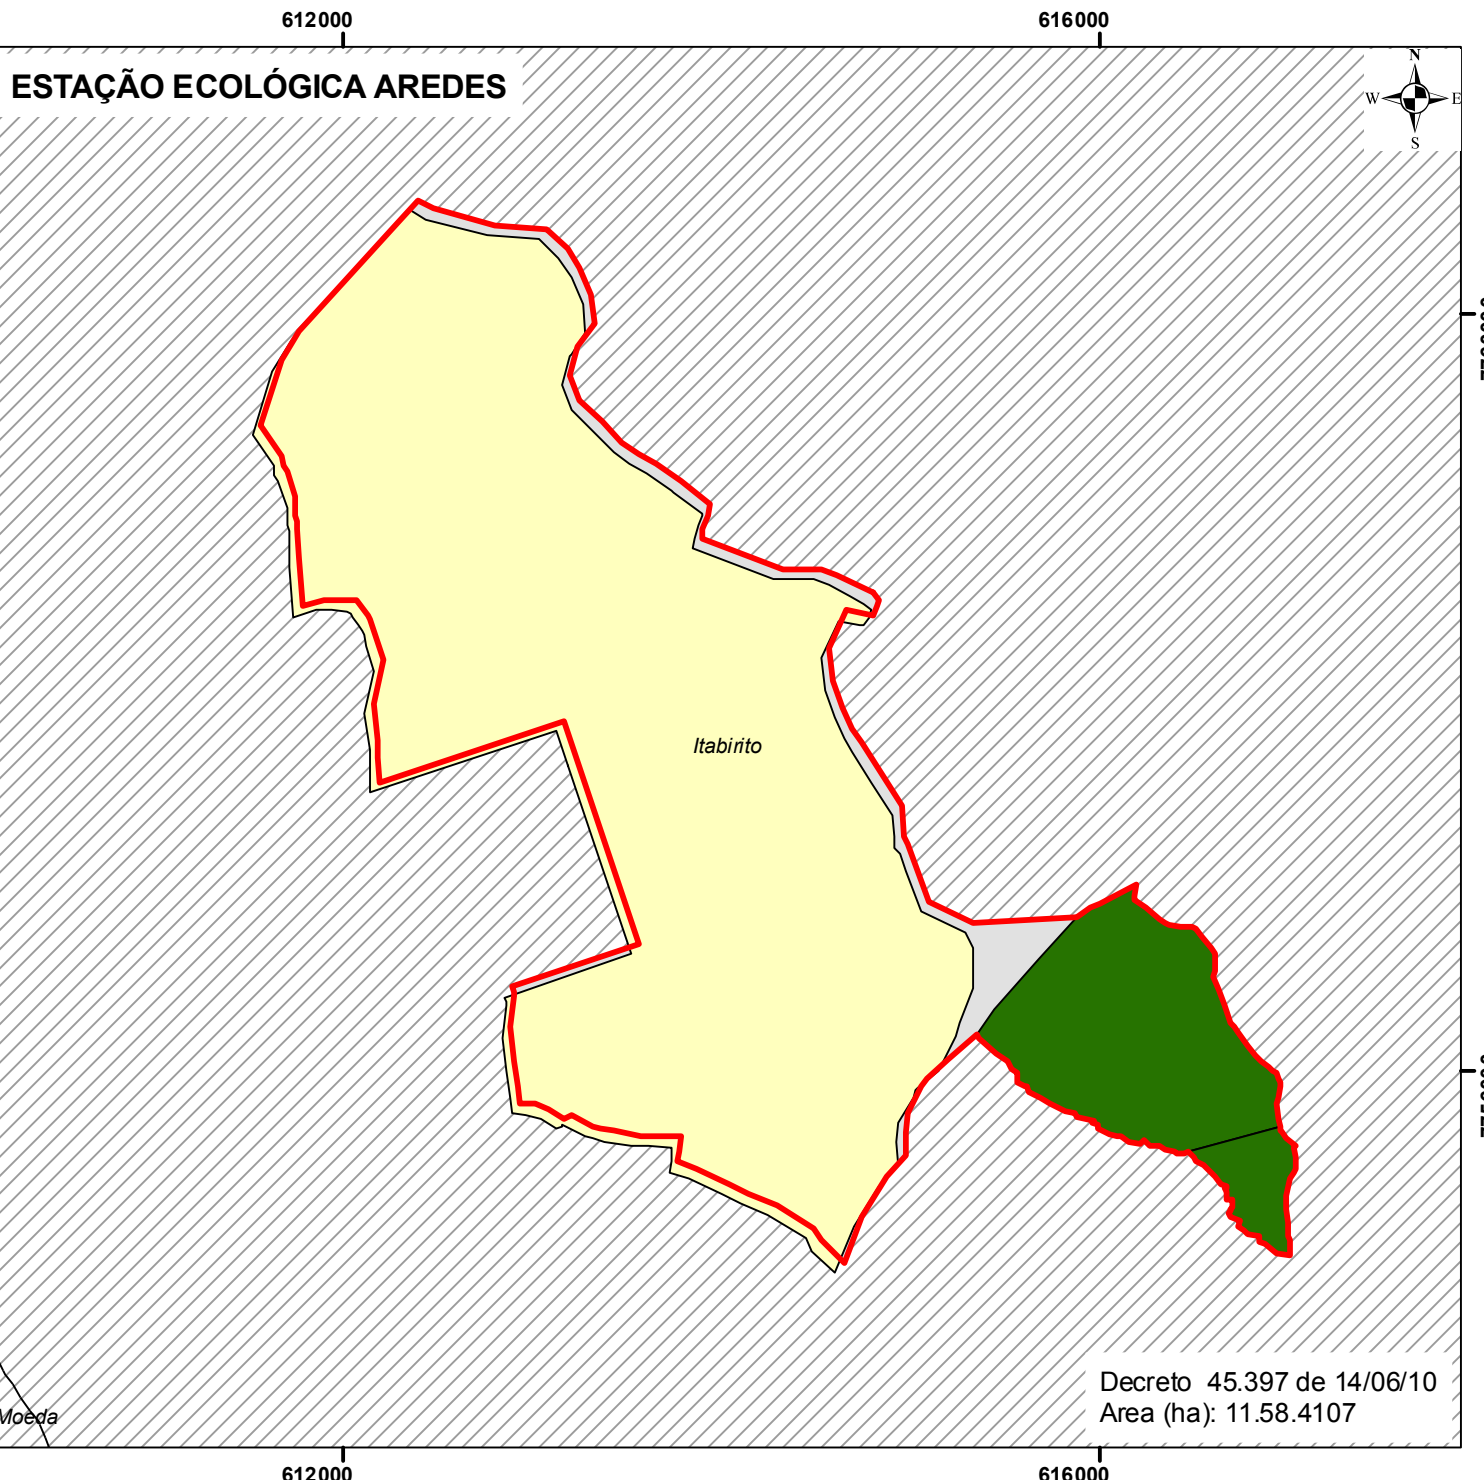 612000 616000
ESTAÇÃO ECOLÓGICA AREDES
N
W E
S
Itabirito
Moeda
Decreto 45.397 de 14/06/10
Area (ha): 11.58.4107
612000 616000